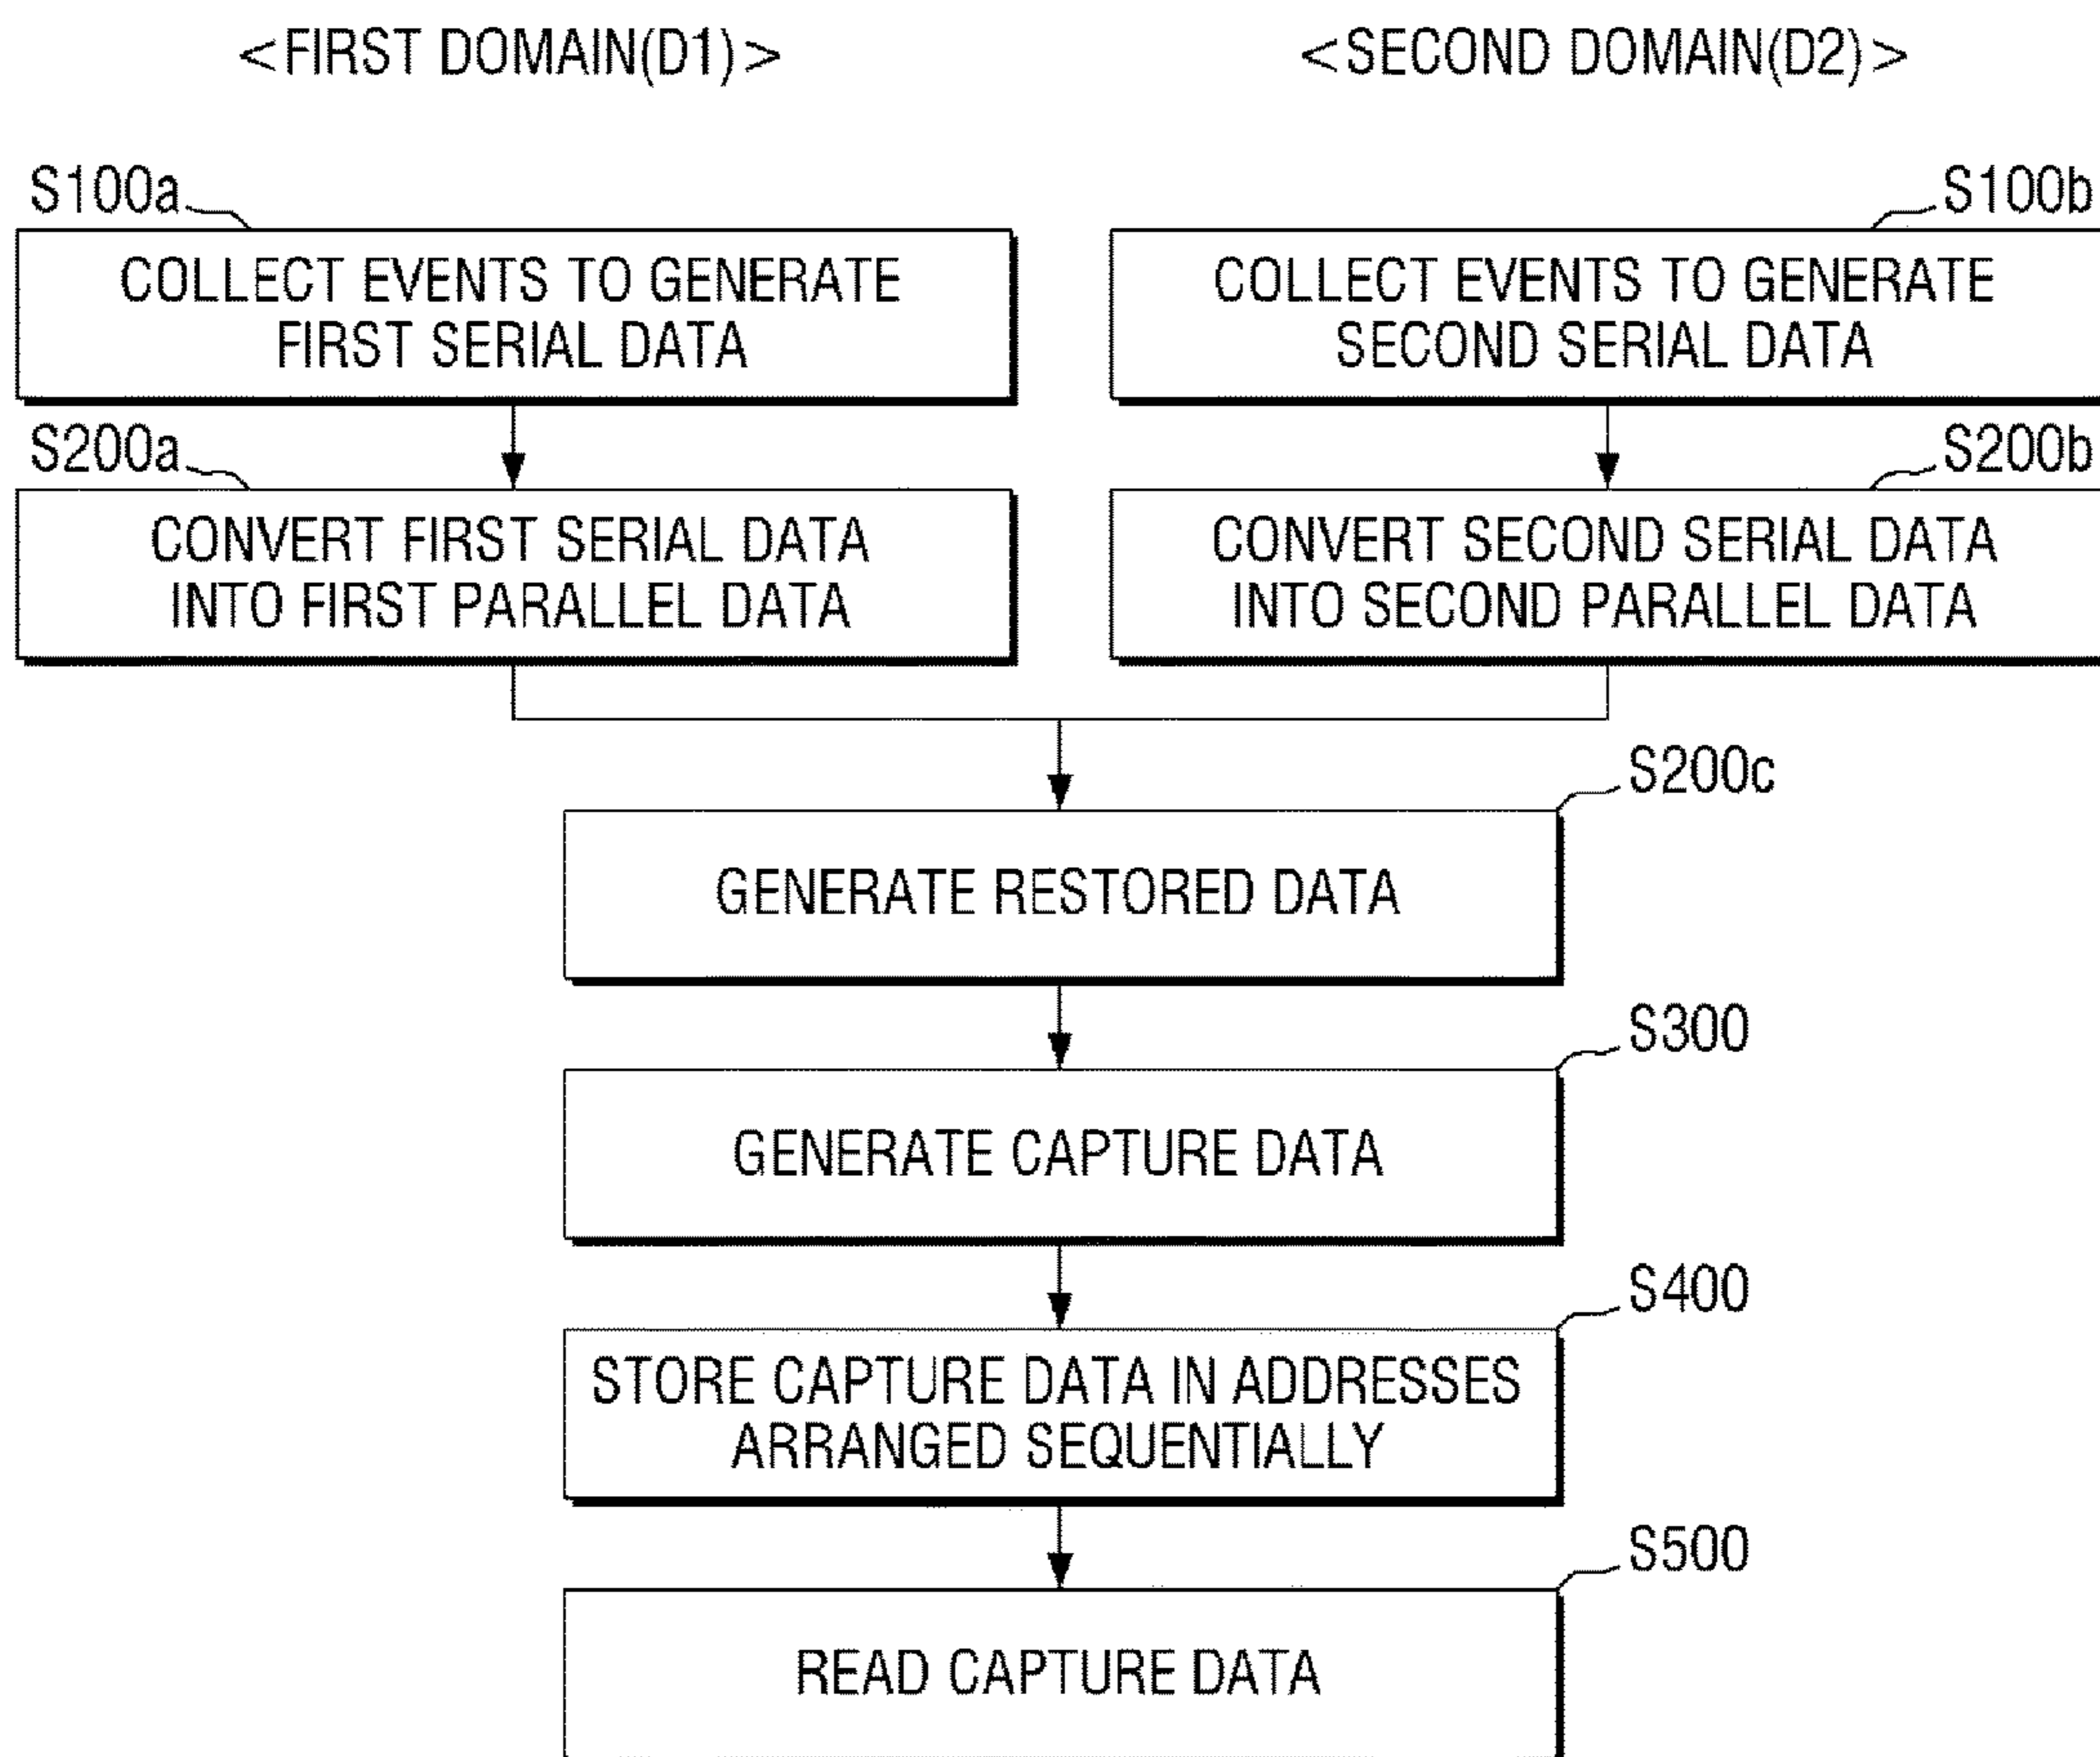 <FIRST DOMAIN(D1)>
<SECOND DOMAIN(D2)>
S100a
S100b
COLLECT EVENTS TO GENERATE
FIRST SERIAL DATA
COLLECT EVENTS TO GENERATE
SECOND SERIAL DATA
S200a
S200b
CONVERT FIRST SERIAL DATA
INTO FIRST PARALLEL DATA
CONVERT SECOND SERIAL DATA
INTO SECOND PARALLEL DATA
S200c
GENERATE RESTORED DATA
S300
GENERATE CAPTURE DATA
S400
STORE CAPTURE DATA IN ADDRESSES
ARRANGED SEQUENTIALLY
S500
READ CAPTURE DATA